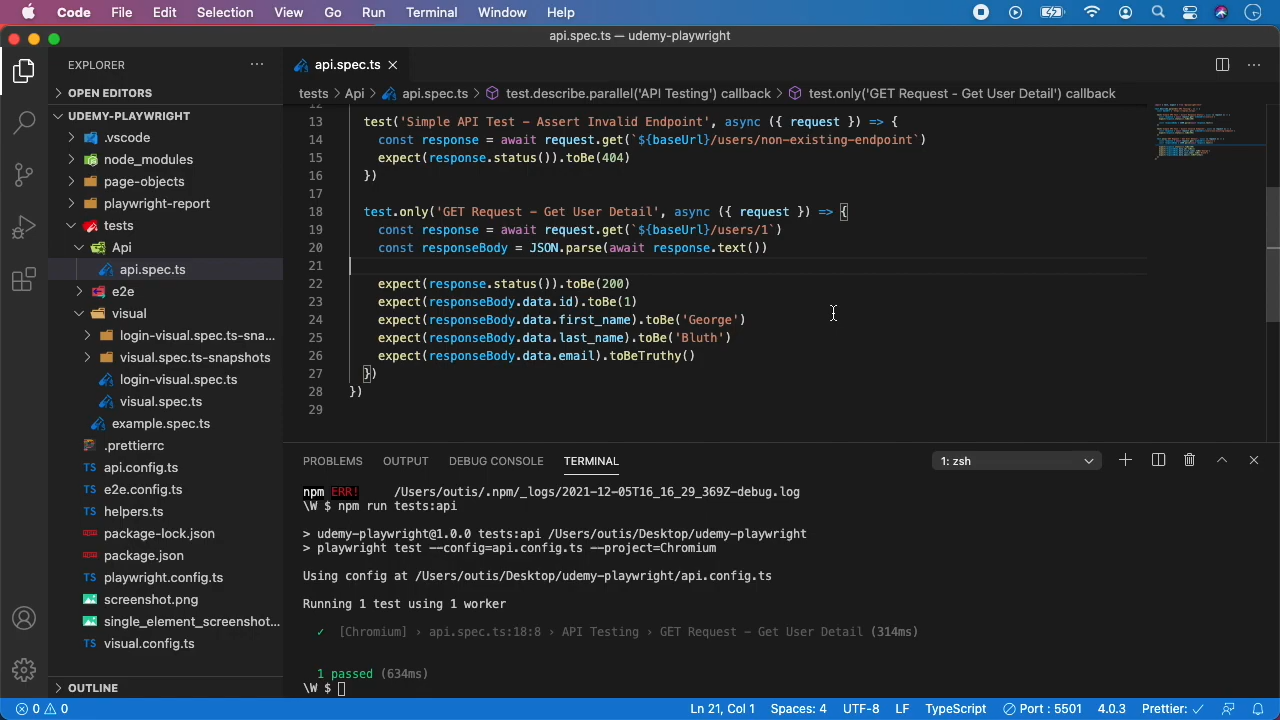 Code File Edit Selection View Go Run Terminal Window Help
api.spec.ts — udemy-playwright
EXPLORER
OPEN EDITORS
UDEMY-PLAYWRIGHT
.vscode
node_modules
page-objects
playwright-report
tests
Api
api.spec.ts
e2e
visual
login-visual.spec.ts-sna...
visual.spec.ts-snapshots
login-visual.spec.ts
visual.spec.ts
example.spec.ts
.prettierrc
TS api.config.ts
TS e2e.config.ts
TS helpers.ts
package-lock.json
package.json
TS playwright.config.ts
screenshot.png
single_element_screenshot...
TS visual.config.ts
OUTLINE
api.spec.ts
tests > Api > api.spec.ts > test.describe.parallel('API Testing') callback > test.only('GET Request - Get User Detail') callback
12
13 test('Simple API Test - Assert Invalid Endpoint', async ({ request }) => {
14 const response = await request.get(`${baseUrl}/users/non-existing-endpoint`)
15 expect(response.status()).toBe(404)
16 })
17
18 test.only('GET Request - Get User Detail', async ({ request }) => {
19 const response = await request.get(`${baseUrl}/users/1`)
20 const responseBody = JSON.parse(await response.text())
21
22 expect(response.status()).toBe(200)
23 expect(responseBody.data.id).toBe(1)
24 expect(responseBody.data.first_name).toBe('George')
25 expect(responseBody.data.last_name).toBe('Bluth')
26 expect(responseBody.data.email).toBeTruthy()
27 })
28 })
29
PROBLEMS OUTPUT DEBUG CONSOLE TERMINAL
1: zsh
npm ERR! /Users/outis/.npm/_logs/2021-12-05T16_16_29_369Z-debug.log
\W $ npm run tests:api
> udemy-playwright@1.0.0 tests:api /Users/outis/Desktop/udemy-playwright
> playwright test --config=api.config.ts --project=Chromium
Using config at /Users/outis/Desktop/udemy-playwright/api.config.ts
Running 1 test using 1 worker
✓ [Chromium] › api.spec.ts:18:8 › API Testing › GET Request - Get User Detail (314ms)
1 passed (634ms)
\W $
0 0 Ln 21, Col 1 Spaces: 4 UTF-8 LF TypeScript Port : 5501 4.0.3 Prettier: ✓